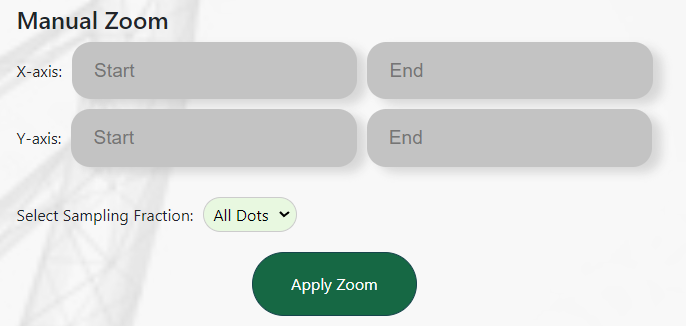 Manual Zoom
X-axis: Start End
Y-axis: Start End
Select Sampling Fraction: All Dots
Apply Zoom